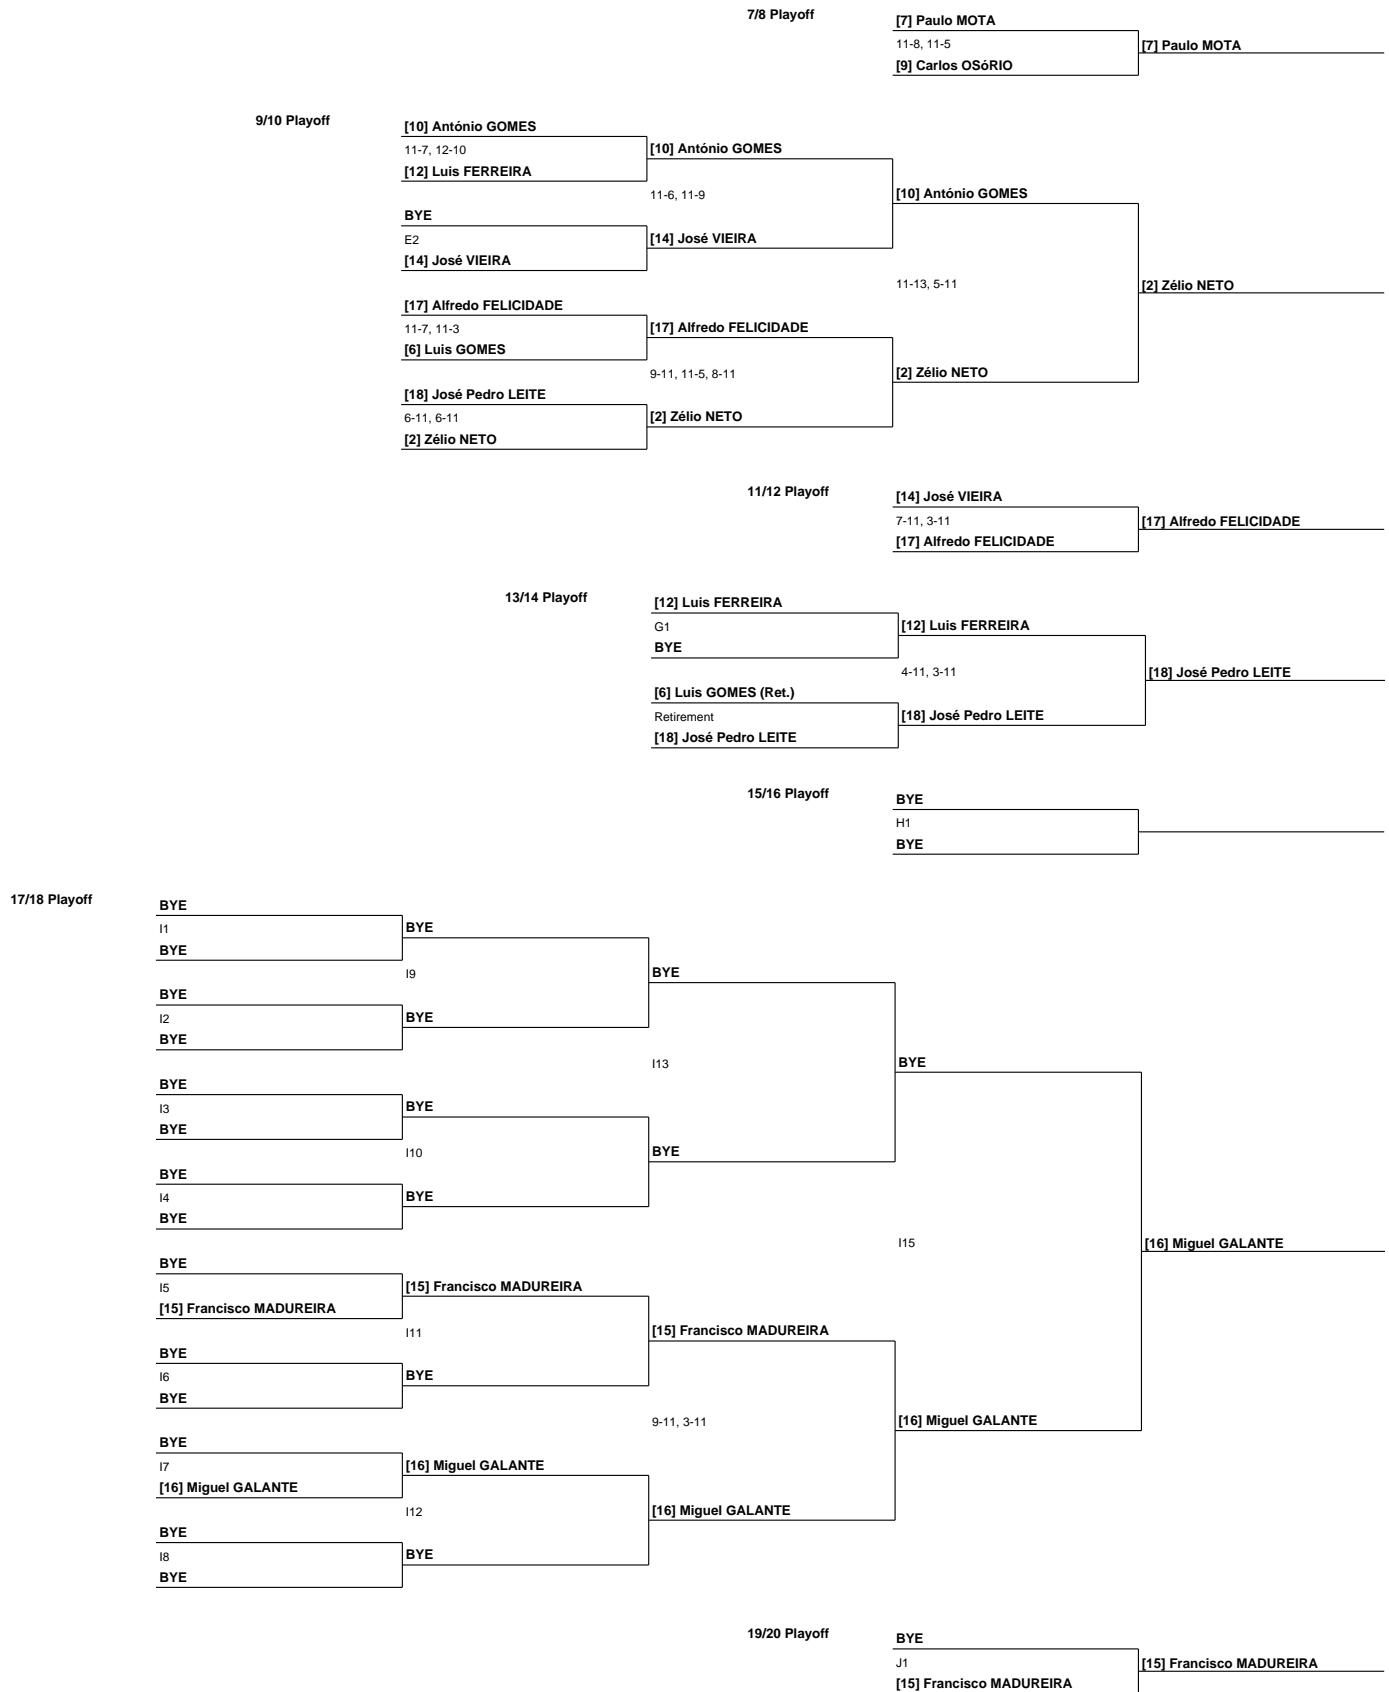 7/8 Playoff
[7] Paulo MOTA
11-8, 11-5
[7] Paulo MOTA
[9] Carlos OSóRIO
9/10 Playoff
[10] António GOMES
11-7, 12-10
[10] António GOMES
[12] Luis FERREIRA
11-6, 11-9
[10] António GOMES
BYE
E2
[14] José VIEIRA
[14] José VIEIRA
11-13, 5-11
[2] Zélio NETO
[17] Alfredo FELICIDADE
11-7, 11-3
[17] Alfredo FELICIDADE
[6] Luis GOMES
9-11, 11-5, 8-11
[2] Zélio NETO
[18] José Pedro LEITE
6-11, 6-11
[2] Zélio NETO
[2] Zélio NETO
11/12 Playoff
[14] José VIEIRA
7-11, 3-11
[17] Alfredo FELICIDADE
[17] Alfredo FELICIDADE
13/14 Playoff
[12] Luis FERREIRA
G1
[12] Luis FERREIRA
BYE
4-11, 3-11
[18] José Pedro LEITE
[6] Luis GOMES (Ret.)
Retirement
[18] José Pedro LEITE
[18] José Pedro LEITE
15/16 Playoff
BYE
H1
BYE
17/18 Playoff
BYE
I1
BYE
BYE
I9
BYE
BYE
I2
BYE
BYE
I13
BYE
BYE
I3
BYE
BYE
I10
BYE
BYE
I4
BYE
BYE
I15
[16] Miguel GALANTE
BYE
I5
[15] Francisco MADUREIRA
[15] Francisco MADUREIRA
I11
[15] Francisco MADUREIRA
BYE
I6
BYE
BYE
9-11, 3-11
[16] Miguel GALANTE
BYE
I7
[16] Miguel GALANTE
[16] Miguel GALANTE
I12
[16] Miguel GALANTE
BYE
I8
BYE
BYE
19/20 Playoff
BYE
J1
[15] Francisco MADUREIRA
[15] Francisco MADUREIRA